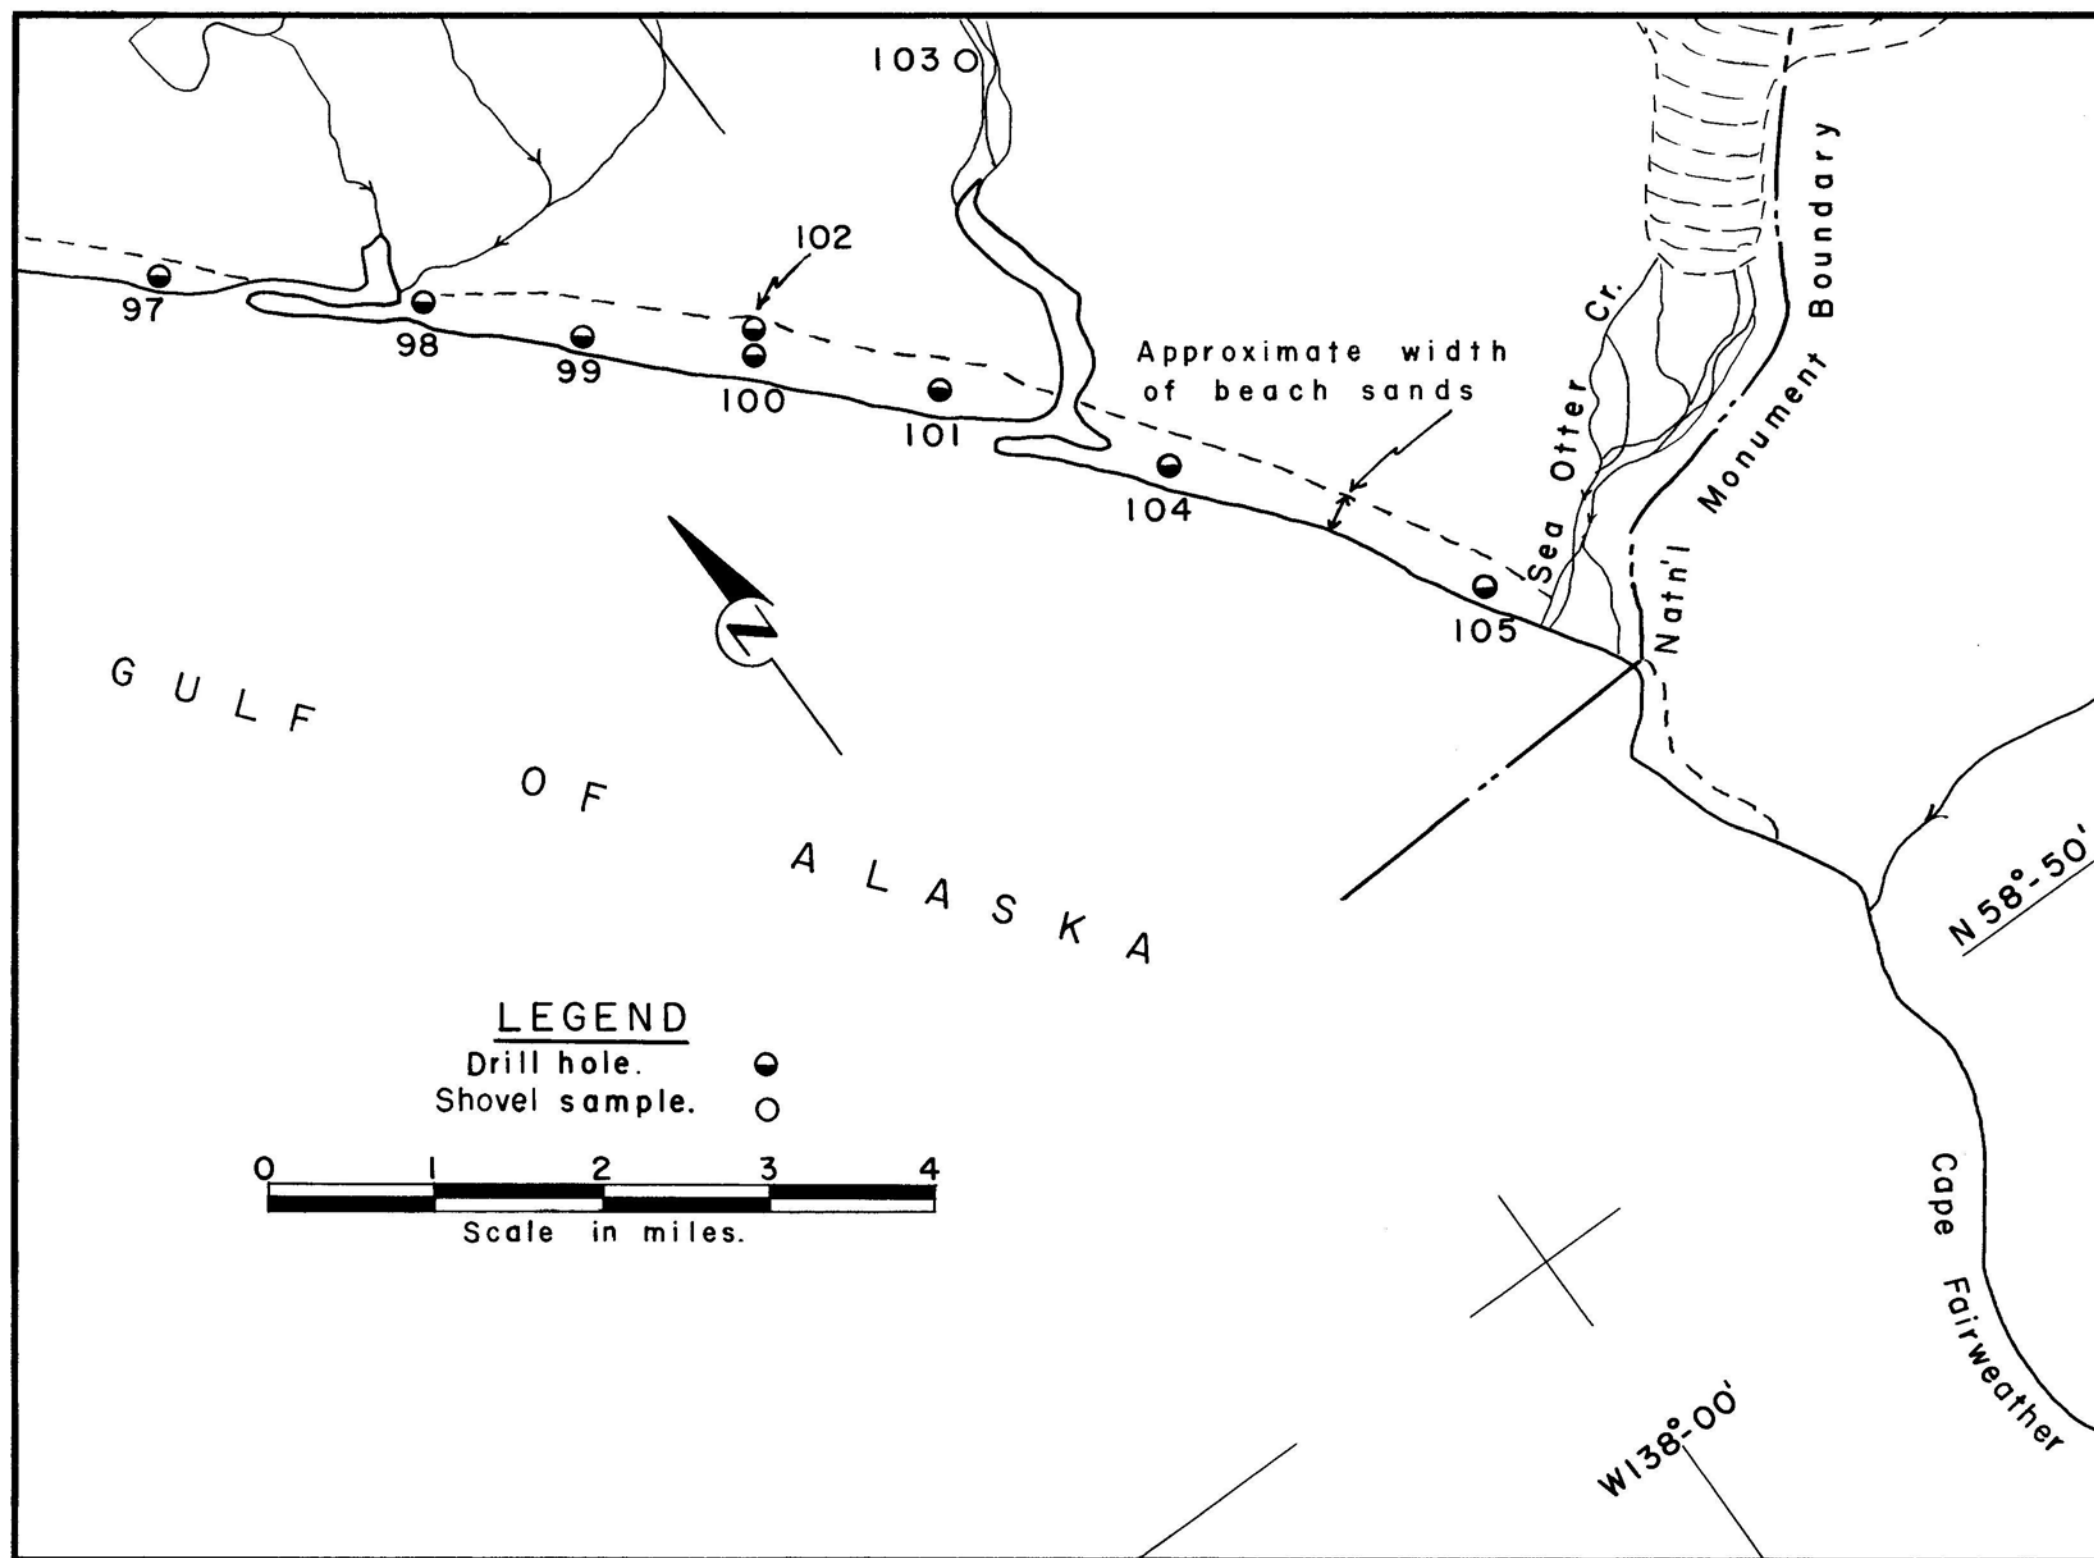 103
102
97
98
99
100
101
Approximate width
of beach sands
104
105
Sea Otter Cr.
Natn'l Monument Boundary
N
GULF OF ALASKA
N 58°-50'
LEGEND
Drill hole.
Shovel sample.
0 1 2 3 4
Scale in miles.
Cape Fairweather
W138°-00'